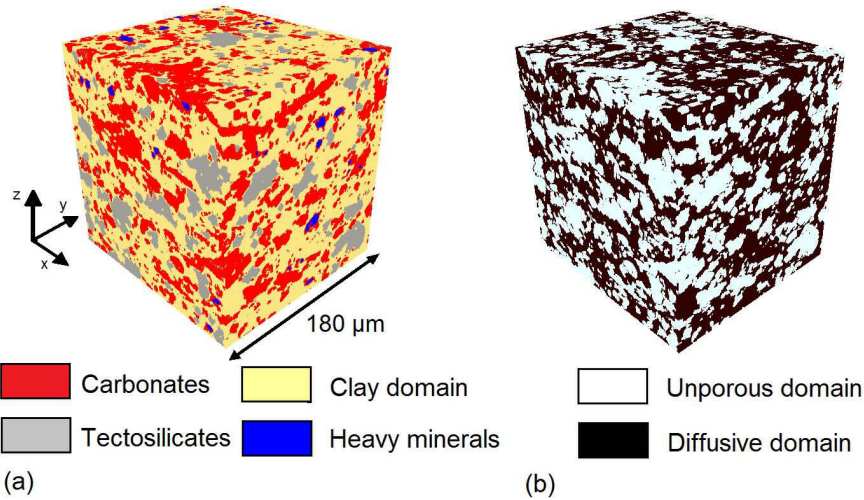 z
y
x
180 µm
Carbonates
Clay domain
Unporous domain
Tectosilicates
Heavy minerals
Diffusive domain
(a)
(b)